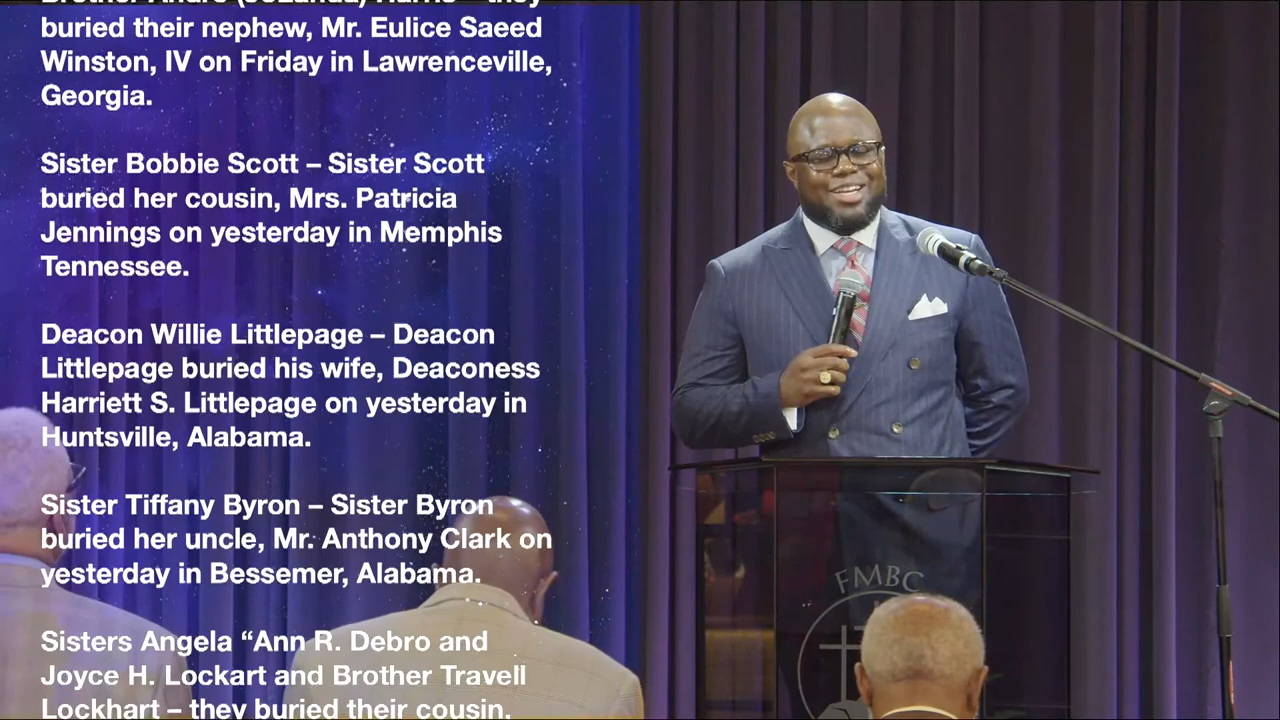 buried their nephew, Mr. Eulice Saeed
Winston, IV on Friday in Lawrenceville,
Georgia.
Sister Bobbie Scott – Sister Scott
buried her cousin, Mrs. Patricia
Jennings on yesterday in Memphis
Tennessee.
Deacon Willie Littlepage – Deacon
Littlepage buried his wife, Deaconess
Harriett S. Littlepage on yesterday in
Huntsville, Alabama.
Sister Tiffany Byron – Sister Byron
buried her uncle, Mr. Anthony Clark on
yesterday in Bessemer, Alabama.
Sisters Angela “Ann R. Debro and
Joyce H. Lockart and Brother Travell
Lockhart – they buried their cousin,
FMBC